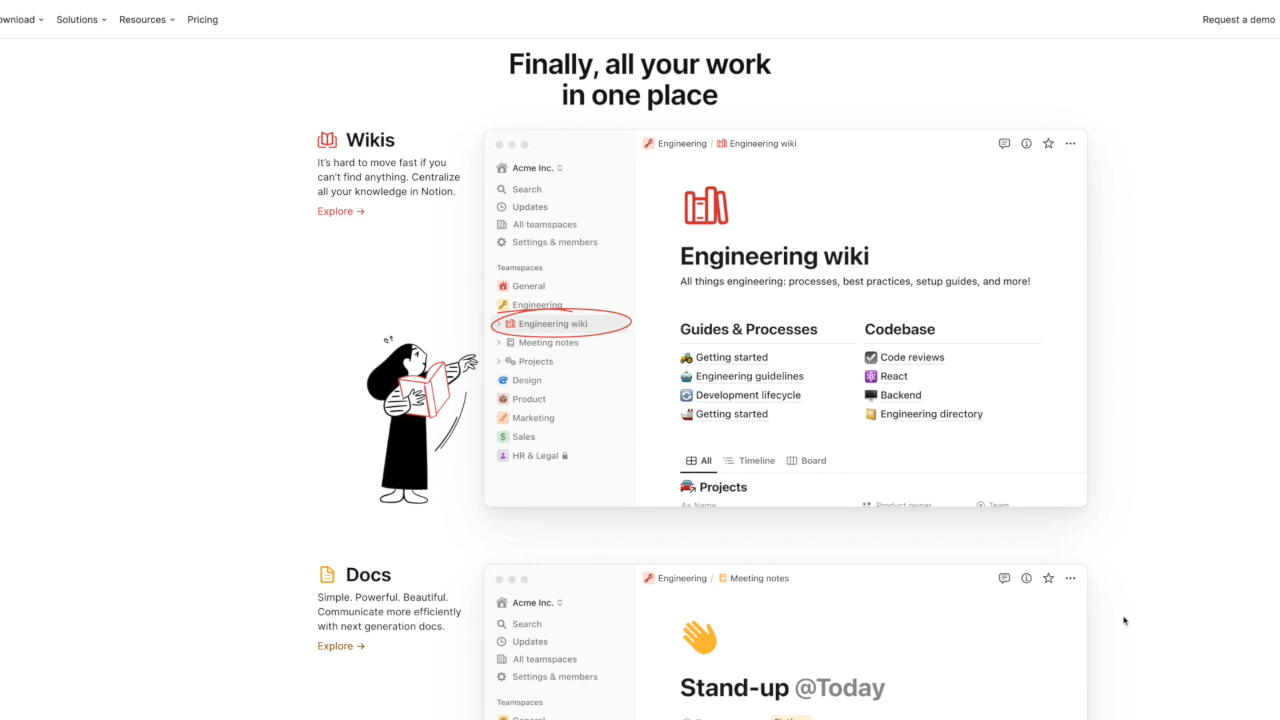 ownload
Solutions
Resources
Pricing
Request a demo
Finally, all your work
in one place
Wikis
It's hard to move fast if you
can't find anything. Centralize
all your knowledge in Notion.
Explore →
Acme Inc.
Search
Updates
All teamspaces
Settings & members
Teamspaces
General
Engineering
Engineering wiki
Meeting notes
Projects
Design
Product
Marketing
Sales
HR & Legal
Engineering / Engineering wiki
Engineering wiki
All things engineering: processes, best practices, setup guides, and more!
Guides & Processes
Getting started
Engineering guidelines
Development lifecycle
Getting started
Codebase
Code reviews
React
Backend
Engineering directory
All
Timeline
Board
Projects
Aa Name
Product owner
Team
Docs
Simple. Powerful. Beautiful.
Communicate more efficiently
with next generation docs.
Explore →
Acme Inc.
Search
Updates
All teamspaces
Settings & members
Teamspaces
General
Engineering / Meeting notes
Stand-up @Today